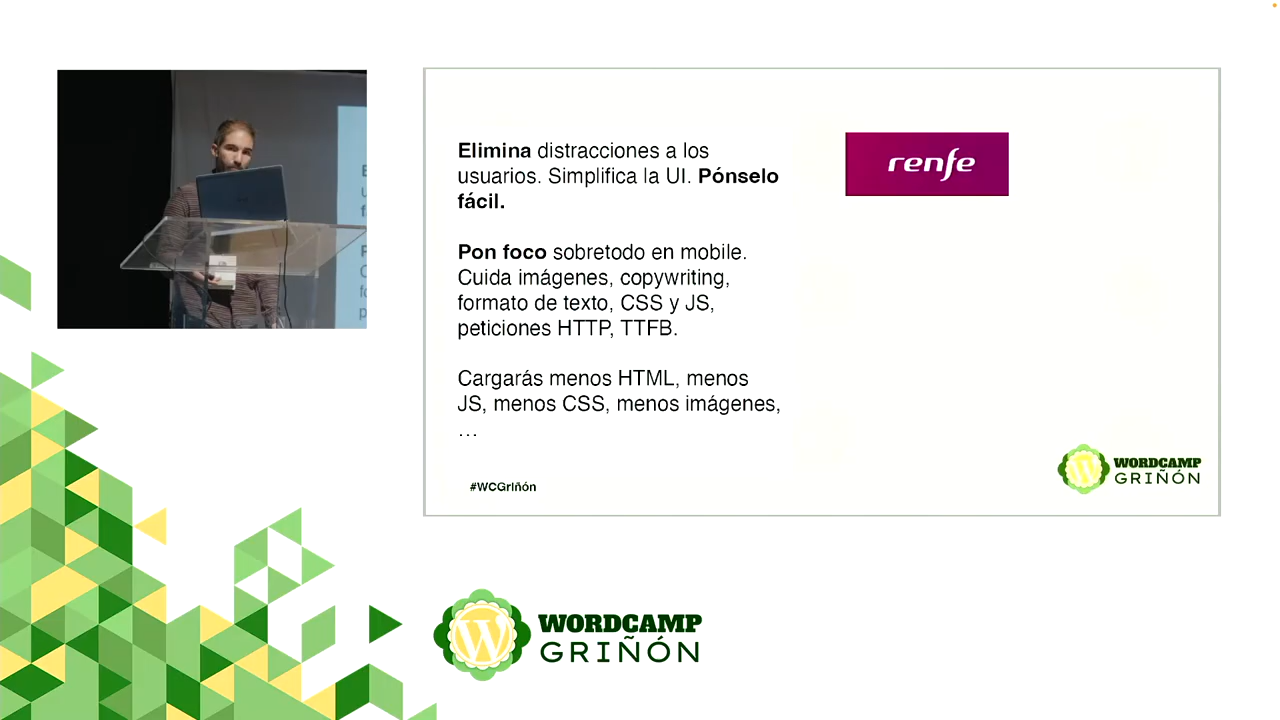 Elimina distracciones a los
usuarios. Simplifica la UI. Pónselo
fácil.
Pon foco sobretodo en mobile.
Cuida imágenes, copywriting,
formato de texto, CSS y JS,
peticiones HTTP, TTFB.
Cargarás menos HTML, menos
JS, menos CSS, menos imágenes,
…
#WCGriñón
renfe
WORDCAMP
GRIÑÓN
WORDCAMP
GRIÑÓN